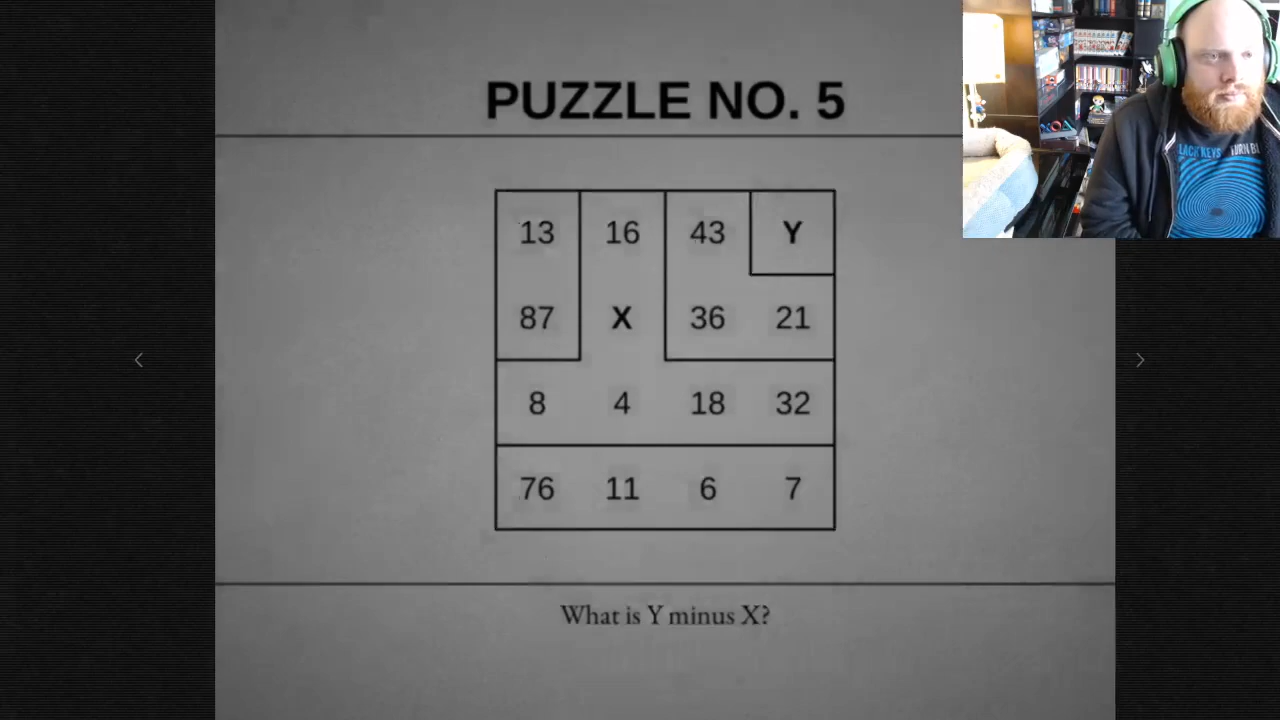 PUZZLE NO. 5
13 16 43 Y
87 X 36 21
8 4 18 32
76 11 6 7
What is Y minus X?